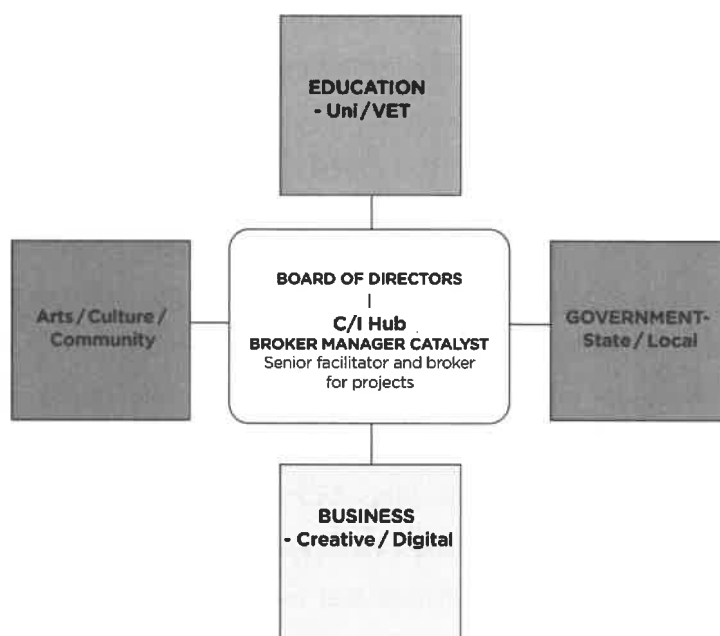 EDUCATION
- Uni/VET
Arts/Culture/
Community
BOARD OF DIRECTORS
C/I Hub
BROKER MANAGER CATALYST
Senior facilitator and broker
for projects
GOVERNMENT-
State/Local
BUSINESS
- Creative/Digital